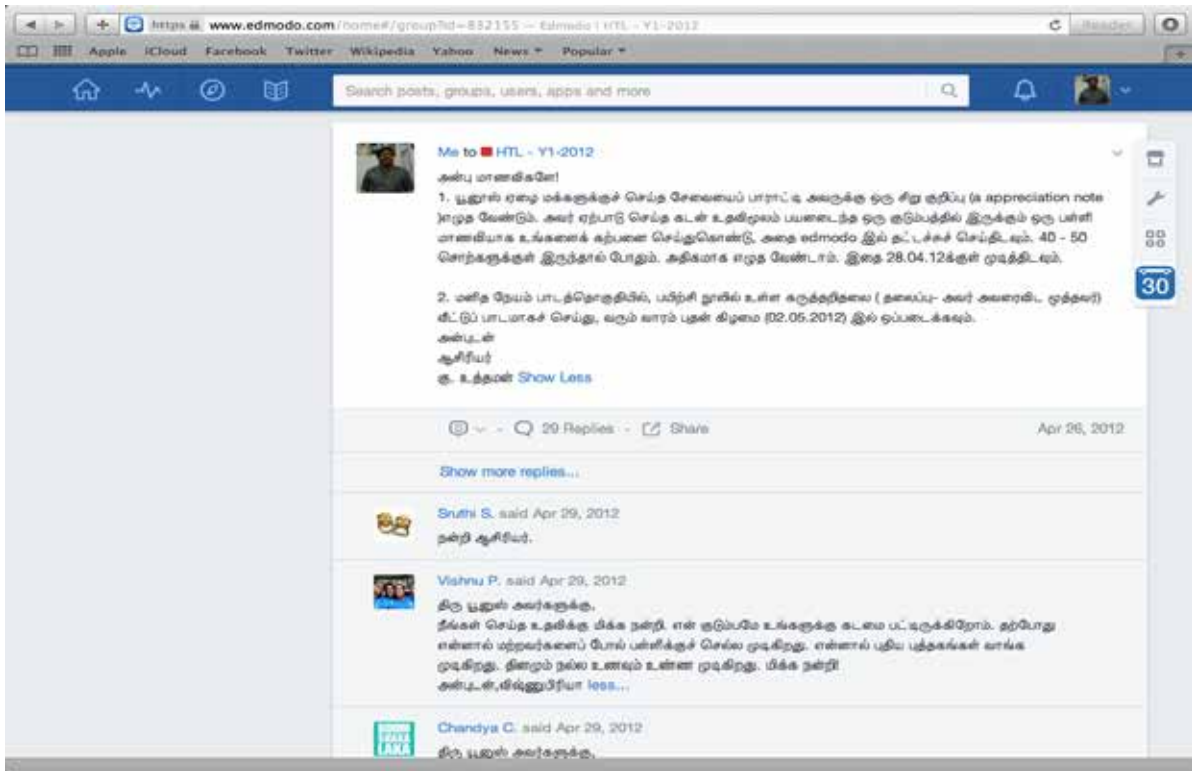 https www.edmodo.com/home#/group?id=832155 — Edmodo | HTL - Y1-2012 Reader
Apple iCloud Facebook Twitter Wikipedia Yahoo News Popular
Search posts, groups, users, apps and more
Me to HTL - Y1-2012
அன்பு மாணவிகளே!
1. யூனுஸ் ஏழை மக்களுக்குச் செய்த சேவையைப் பாராட்டி அவருக்கு ஒரு சிறு குறிப்பு (a appreciation note
)எழுத வேண்டும். அவர் ஏற்பாடு செய்த கடன் உதவிமூலம் பயனடைந்த ஒரு குடும்பத்தில் இருக்கும் ஒரு பள்ளி
மாணவியாக உங்களைக் கற்பனை செய்துகொண்டு, அதை edmodo இல் தட்டச்சுச் செய்திடவும். 40 - 50
சொற்களுக்குள் இருந்தால் போதும். அதிகமாக எழுத வேண்டாம். இதை 28.04.12க்குள் முடித்திடவும்.
2. மனித நேயம் பாடத்தொகுதியில், பயிற்சி நூலில் உள்ள கருத்தறிதலை ( தலைப்பு- அவர் அவரைவிட மூத்தவர்)
வீட்டுப் பாடமாகச் செய்து, வரும் வாரம் புதன் கிழமை (02.05.2012) இல் ஒப்படைக்கவும்.
அன்புடன்
ஆசிரியர்
கு. உத்தமன் Show Less
29 Replies - Share Apr 26, 2012
30
Show more replies...
Sruthi S. said Apr 29, 2012
நன்றி ஆசிரியர்.
Vishnu P. said Apr 29, 2012
திரு யூனுஸ் அவர்களுக்கு,
நீங்கள் செய்த உதவிக்கு மிக்க நன்றி. என் குடும்பமே உங்களுக்கு கடமை பட்டிருக்கிறோம். தற்போது
என்னால் மற்றவர்களைப் போல் பள்ளிக்குச் செல்ல முடிகிறது. என்னால் புதிய புத்தகங்கள் வாங்க
முடிகிறது. தினமும் நல்ல உணவும் உண்ண முடிகிறது. மிக்க நன்றி!
அன்புடன்,விஷ்ணுபிரியா less...
Chandya C. said Apr 29, 2012
திரு யூனுஸ் அவர்களுக்கு,